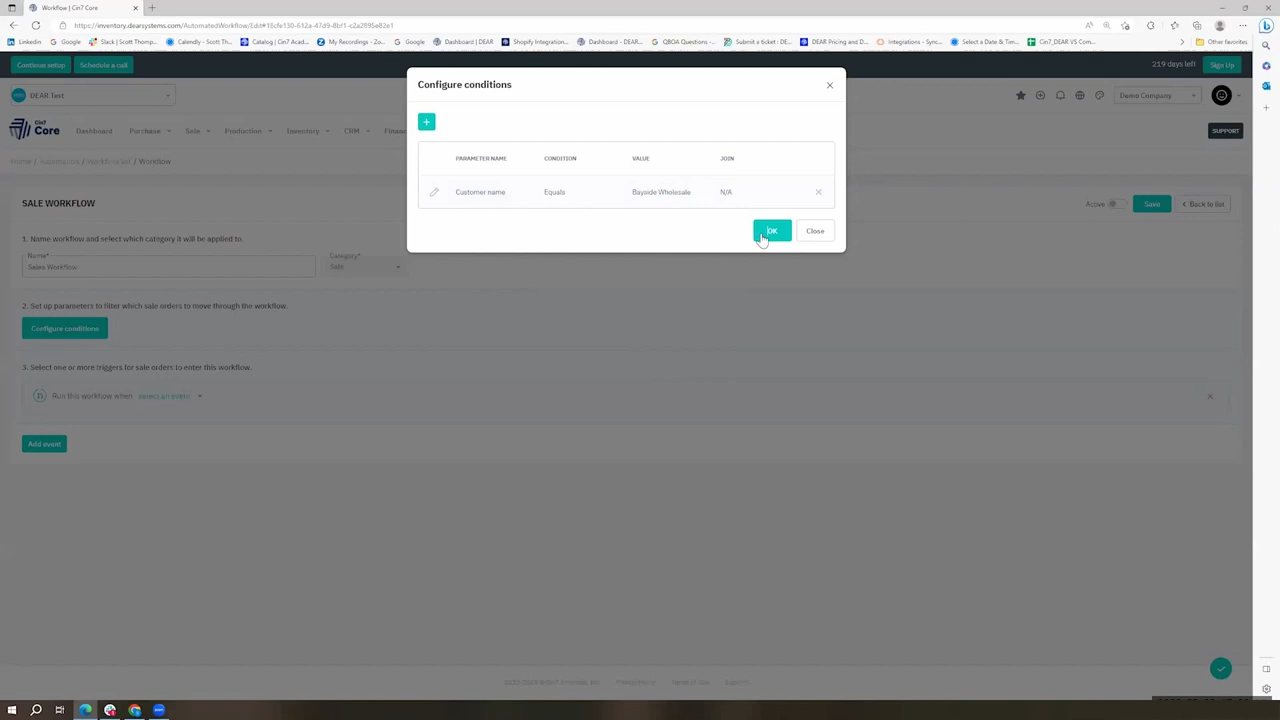 Workflow | Cin7 Core
https://inventory.dearsystems.com/AutomatedWorkflow/Edit#18cfe130-612a-47d9-8bf1-c2a2895e82e1
Linkedin
Google
Slack | Scott Thomp...
Calendly - Scott Th...
Catalog | Cin7 Acad...
My Recordings - Zo...
Google
Dashboard | DEAR
Shopify Integration...
Dashboard - DEAR...
QBOA Questions -...
Submit a ticket : DE...
DEAR Pricing and D...
Integrations - Sync...
Select a Date & Tim...
Cin7_DEAR VS Com...
Other favorites
Continue setup
Schedule a call
219 days left
Sign Up
DEAR Test
Demo Company
Cin7 Core
Dashboard
Purchase
Sale
Production
Inventory
CRM
Financ
SUPPORT
Home / Automation / Workflow list / Workflow
Configure conditions
PARAMETER NAME
CONDITION
VALUE
JOIN
Customer name
Equals
Bayside Wholesale
N/A
OK
Close
SALE WORKFLOW
Active
Save
Back to list
1. Name workflow and select which category it will be applied to.
Name*
Sales Workflow
Category*
Sale
2. Set up parameters to filter which sale orders to move through the workflow.
Configure conditions
3. Select one or more triggers for sale orders to enter this workflow.
Run this workflow when select an event
Add event
Privacy Policy
Terms of Use
Support